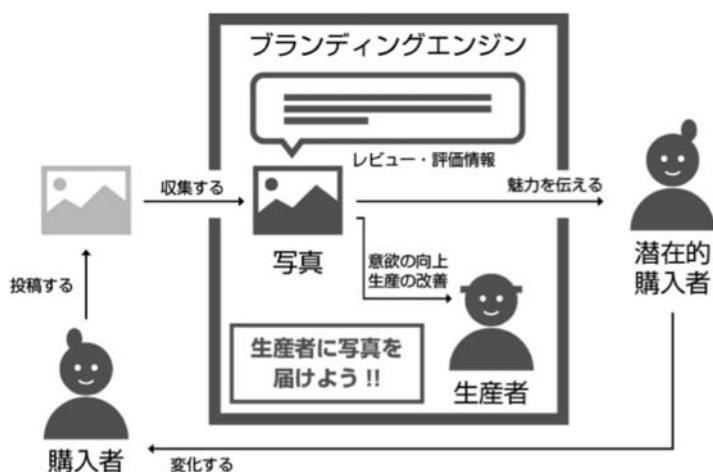 ブランディングエンジン
レビュー・評価情報
収集する
魅力を伝える
写真
意欲の向上
生産の改善
潜在的
購入者
投稿する
生産者に写真を
届けよう !!
生産者
購入者
変化する